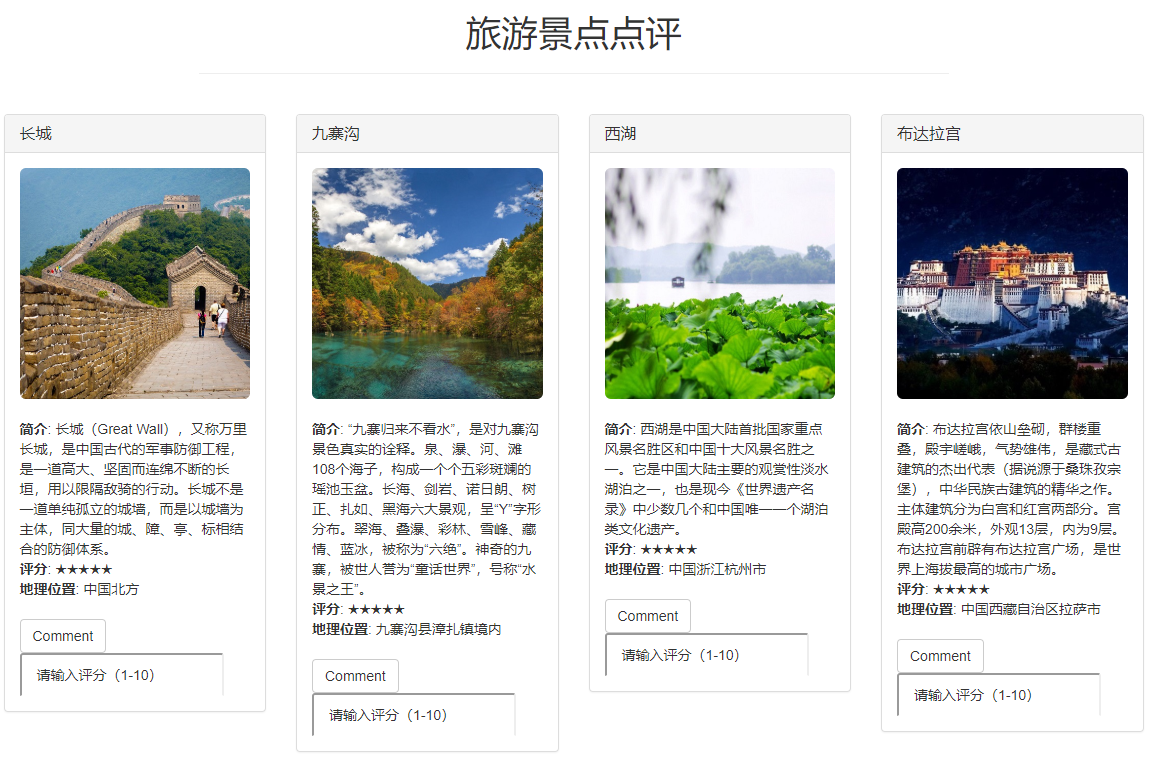 旅游景点点评
长城
简介: 长城（Great Wall），又称万里
长城，是中国古代的军事防御工程，
是一道高大、坚固而连绵不断的长
垣，用以限隔敌骑的行动。长城不是
一道单纯孤立的城墙，而是以城墙为
主体，同大量的城、障、亭、标相结
合的防御体系。
评分: ★★★★★
地理位置: 中国北方
Comment
请输入评分（1-10）
九寨沟
简介: “九寨归来不看水”，是对九寨沟
景色真实的诠释。泉、瀑、河、滩
108个海子，构成一个个五彩斑斓的
瑶池玉盆。长海、剑岩、诺日朗、树
正、扎如、黑海六大景观，呈“Y”字形
分布。翠海、叠瀑、彩林、雪峰、藏
情、蓝冰，被称为“六绝”。神奇的九
寨，被世人誉为“童话世界”，号称“水
景之王”。
评分: ★★★★★
地理位置: 九寨沟县漳扎镇境内
Comment
请输入评分（1-10）
西湖
简介: 西湖是中国大陆首批国家重点
风景名胜区和中国十大风景名胜之
一。它是中国大陆主要的观赏性淡水
湖泊之一，也是现今《世界遗产名
录》中少数几个和中国唯一一个湖泊
类文化遗产。
评分: ★★★★★
地理位置: 中国浙江杭州市
Comment
请输入评分（1-10）
布达拉宫
简介: 布达拉宫依山垒砌，群楼重
叠，殿宇嵯峨，气势雄伟，是藏式古
建筑的杰出代表（据说源于桑珠孜宗
堡），中华民族古建筑的精华之作。
主体建筑分为白宫和红宫两部分。宫
殿高200余米，外观13层，内为9层。
布达拉宫前辟有布达拉宫广场，是世
界上海拔最高的城市广场。
评分: ★★★★★
地理位置: 中国西藏自治区拉萨市
Comment
请输入评分（1-10）